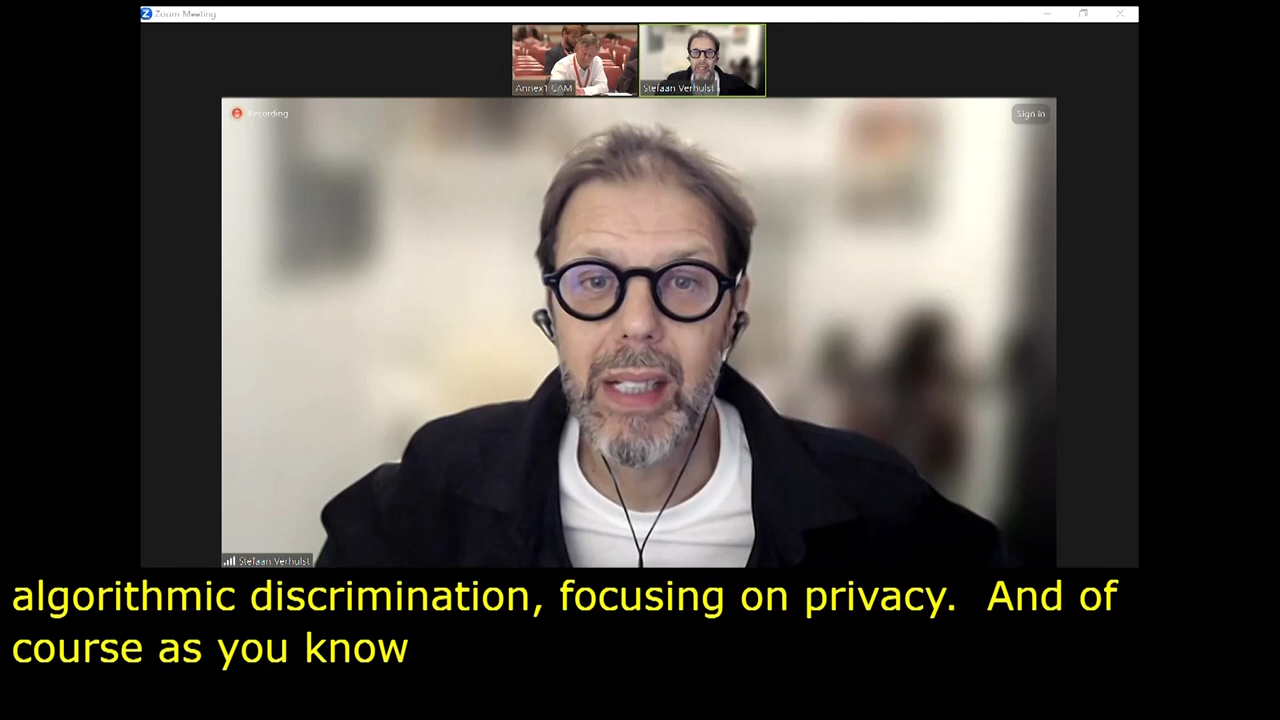 Zoom Meeting
Annex1 CAM
Stefaan Verhulst
Recording
Sign in
Stefaan Verhulst
algorithmic discrimination, focusing on privacy.  And of
course as you know